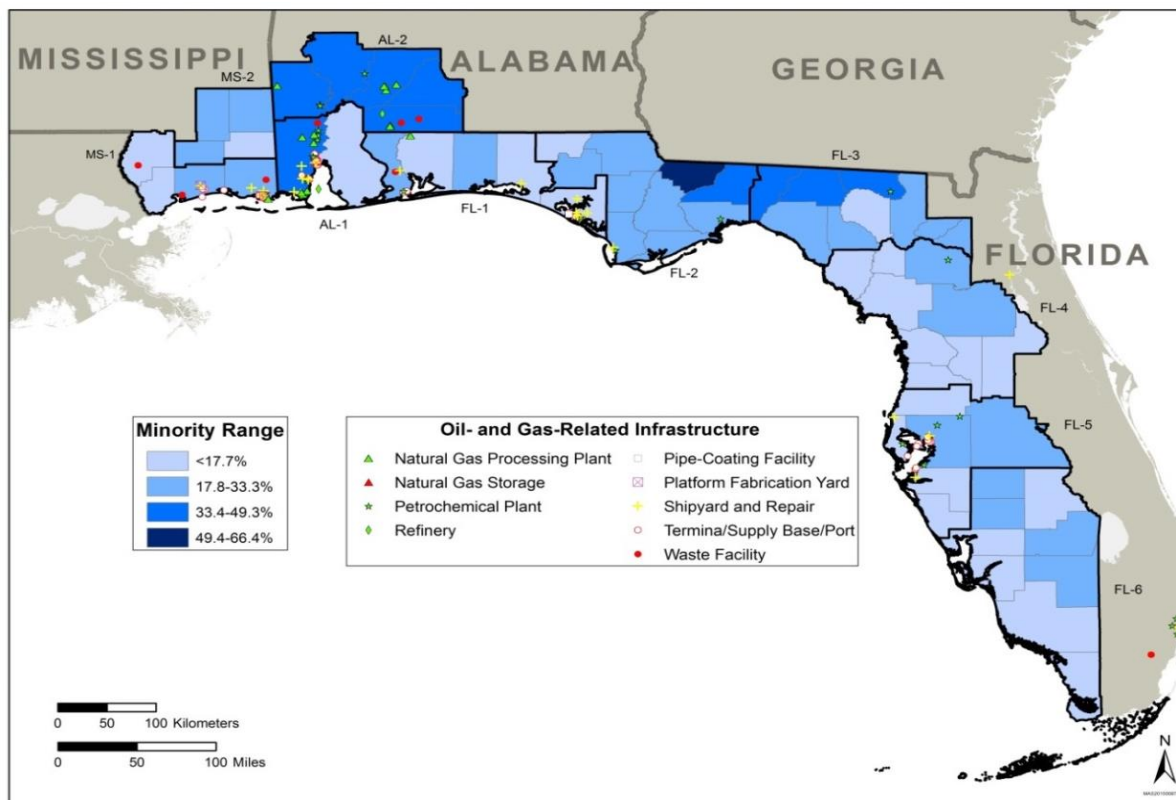 MISSISSIPPI
AL-2
ALABAMA
GEORGIA
MS-2
MS-1
FL-3
AL-1
FL-1
FL-2
FLORIDA
FL-4
FL-5
FL-6
Minority Range
<17.7%
17.8-33.3%
33.4-49.3%
49.4-66.4%
Oil- and Gas-Related Infrastructure
Natural Gas Processing Plant
Natural Gas Storage
Petrochemical Plant
Refinery
Pipe-Coating Facility
Platform Fabrication Yard
Shipyard and Repair
Termina/Supply Base/Port
Waste Facility
0 50 100 Kilometers
0 50 100 Miles
N